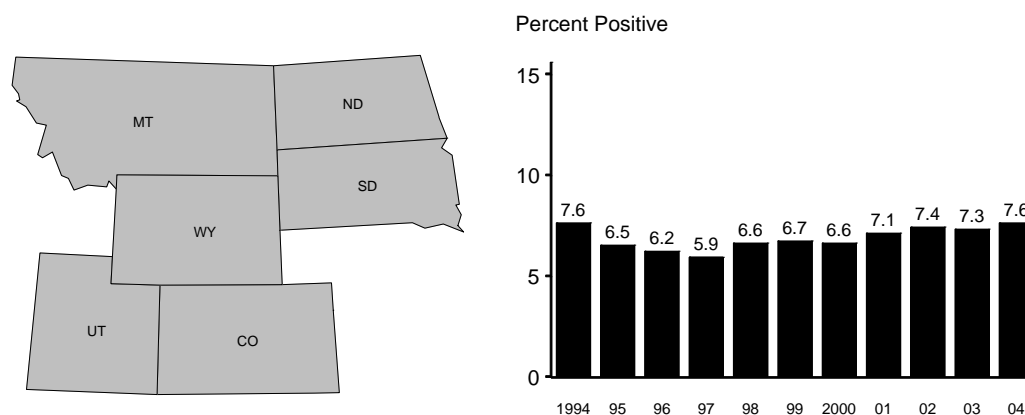 Percent Positive
MT
ND
SD
WY
UT
CO
15
10
5
0
7.6 6.5 6.2 5.9 6.6 6.7 6.6 7.1 7.4 7.3 7.6
1994 95 96 97 98 99 2000 01 02 03 04